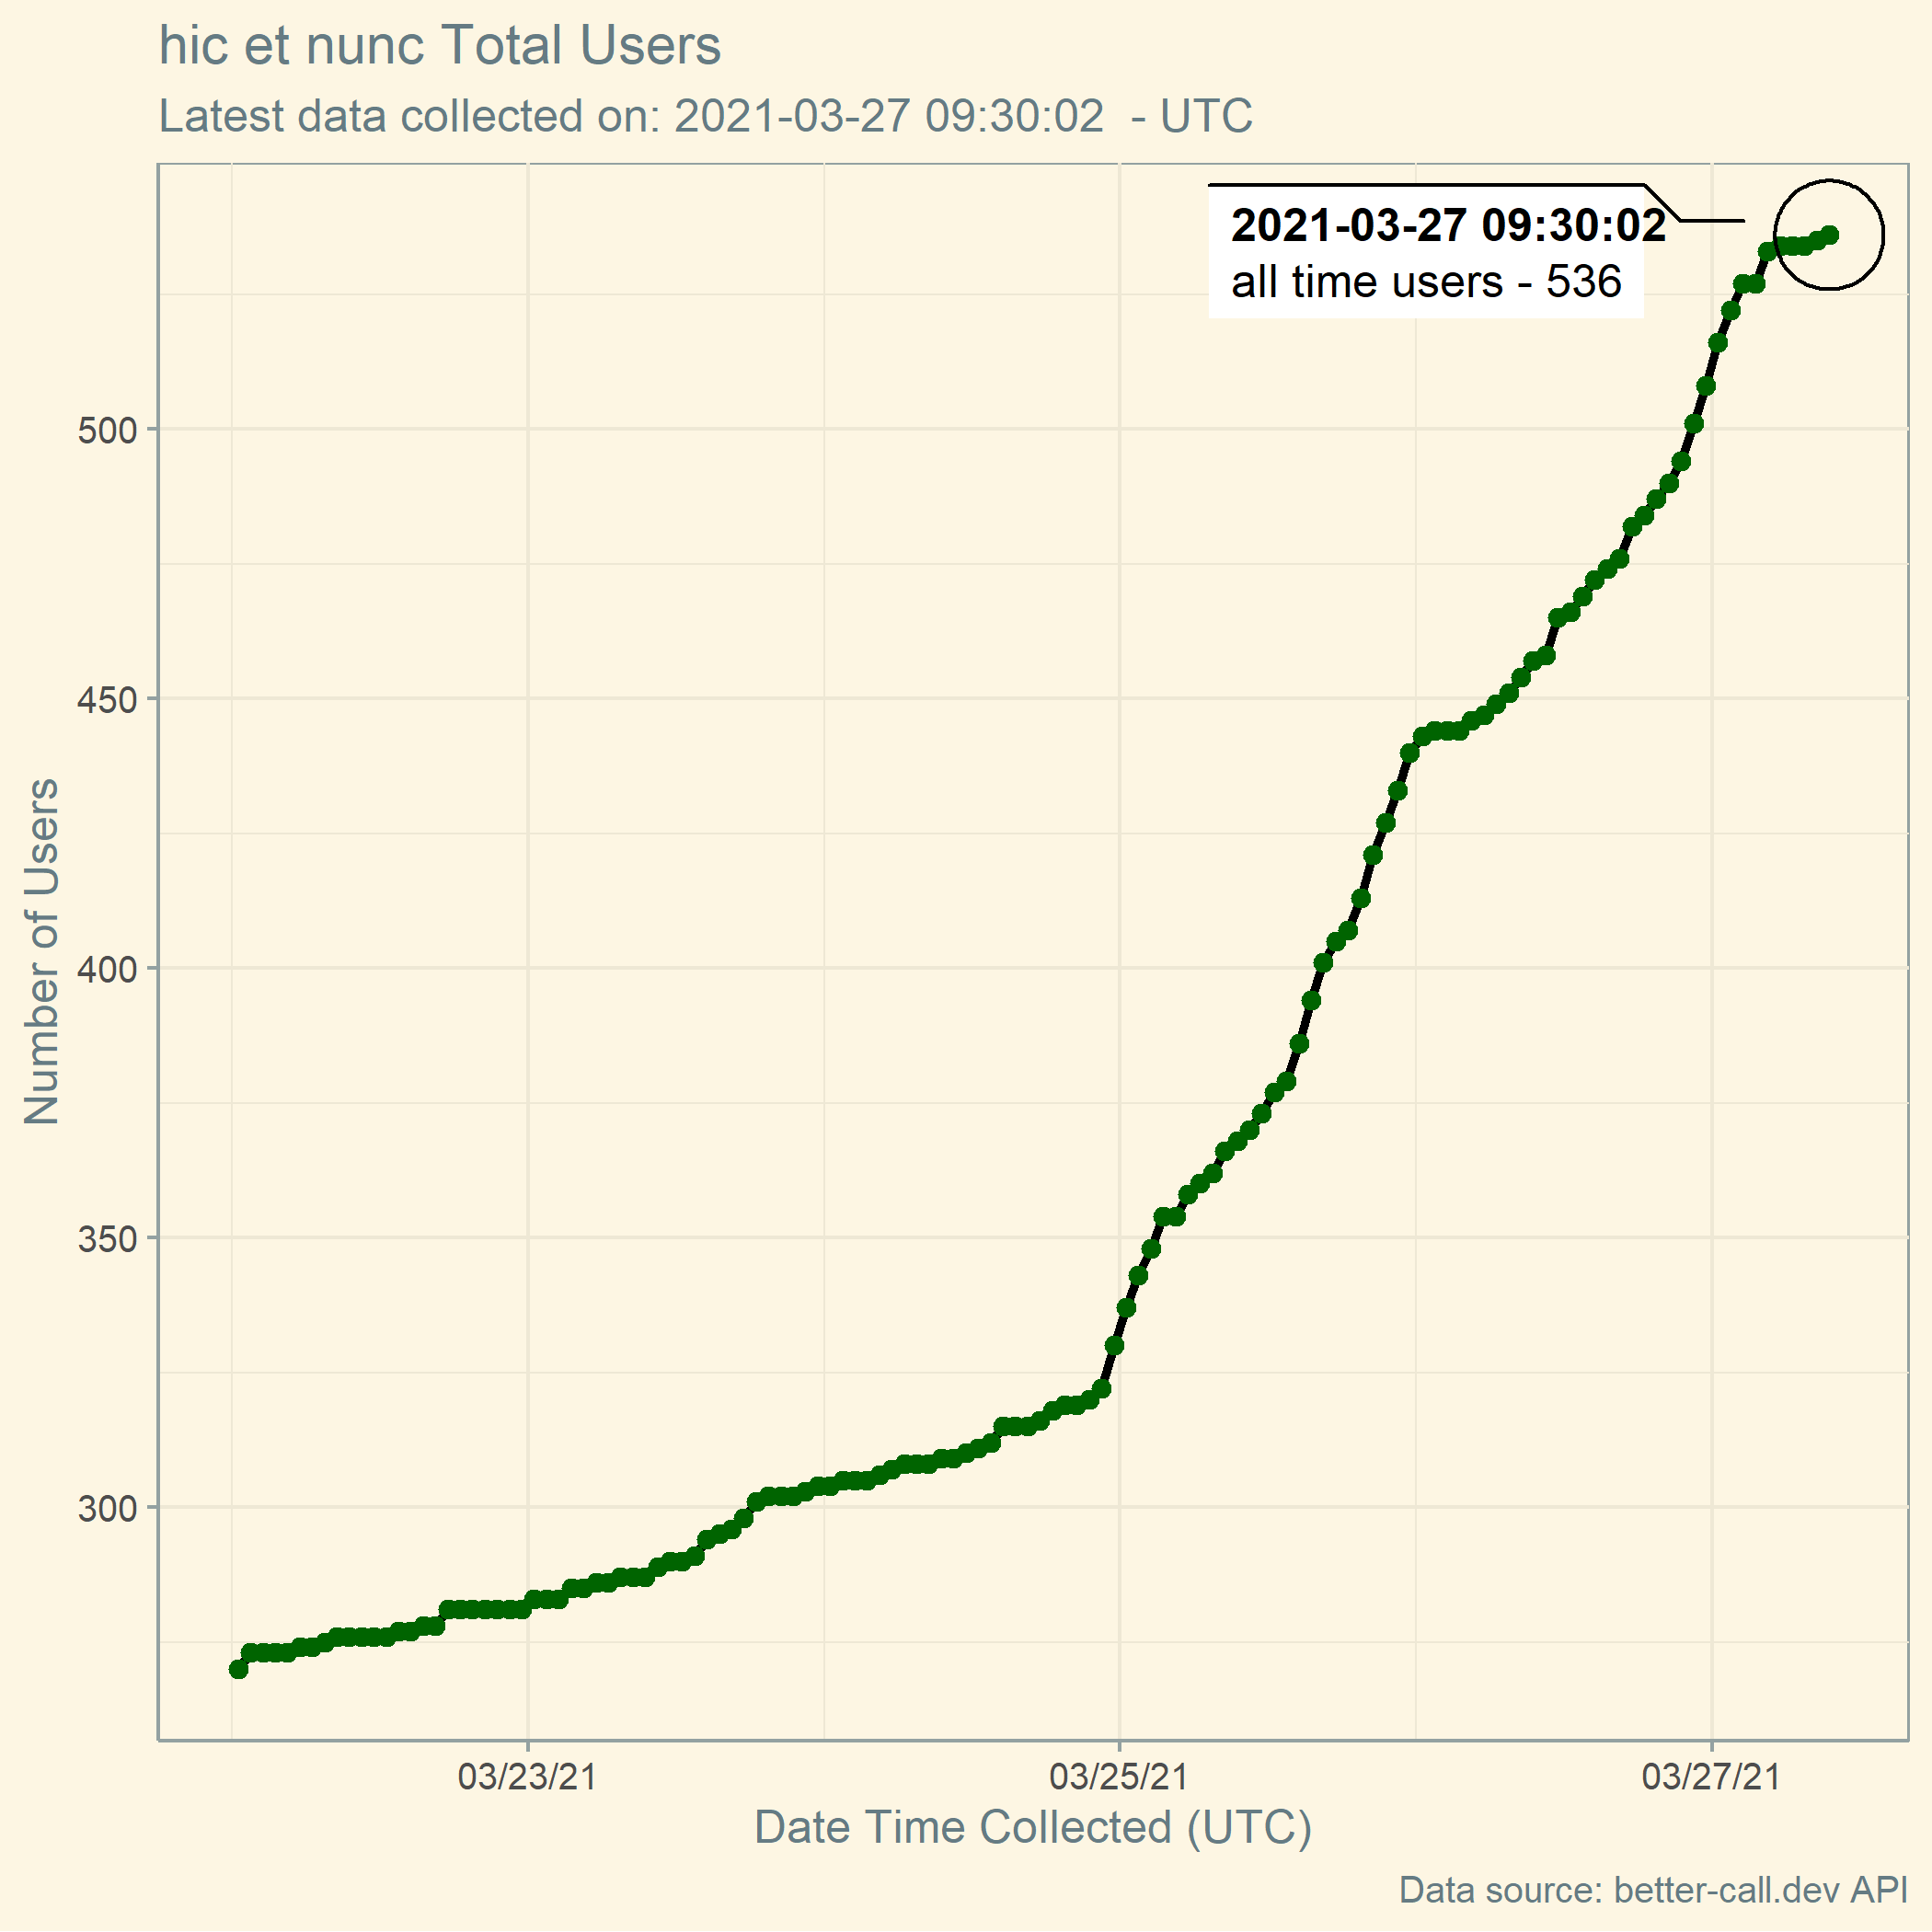 hic et nunc Total Users
Latest data collected on: 2021-03-27 09:30:02  - UTC
2021-03-27 09:30:02
all time users - 536
500
450
400
350
300
Number of Users
03/23/21
03/25/21
03/27/21
Date Time Collected (UTC)
Data source: better-call.dev API